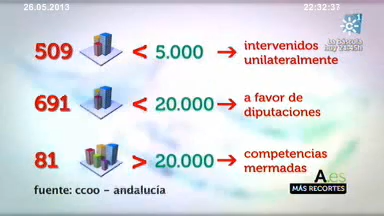 26.05.2013
22:32:37
509 < 5.000 → intervenidos
unilateralmente
691 < 20.000 → a favor de
diputaciones
81 > 20.000 → competencias
mermadas
fuente: ccoo – andalucía
A.es
MÁS RECORTES